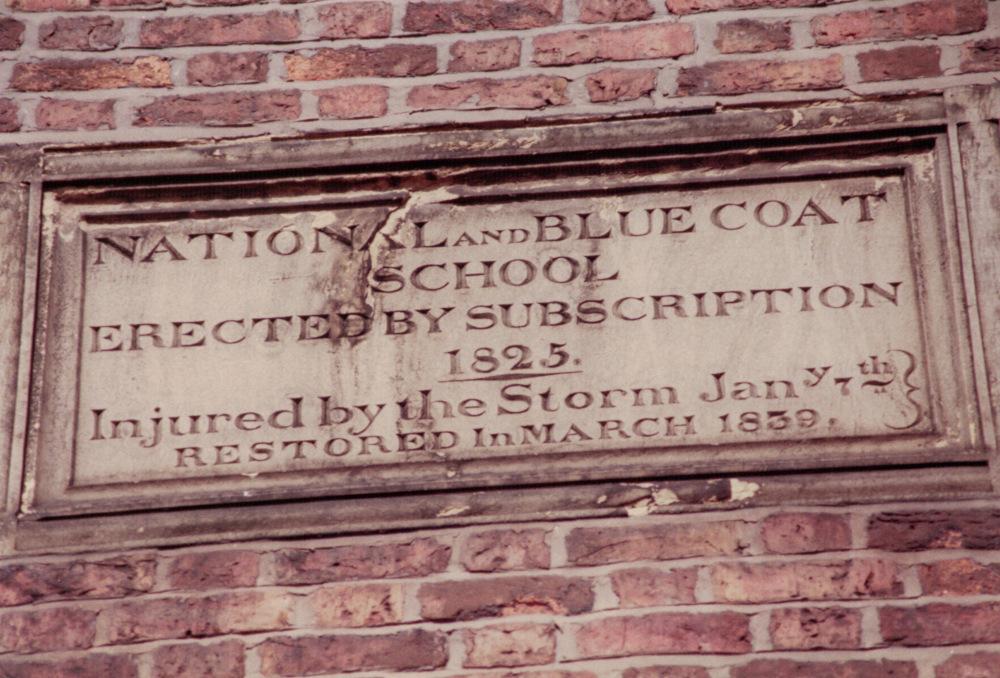 NATIONAL AND BLUE COAT
SCHOOL
ERECTED BY SUBSCRIPTION
1825.
Injured by the Storm Jany 7th
RESTORED In MARCH 1839.